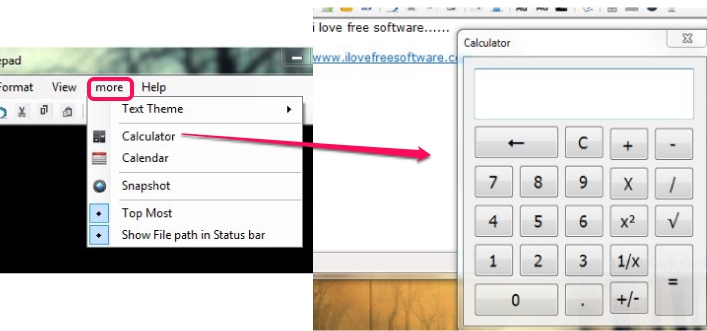 epad
Format View more Help
Text Theme
Calculator
Calendar
Snapshot
Top Most
Show File path in Status bar
i love free software......
www.ilovefreesoftware.c
Calculator
← C + -
7 8 9 X /
4 5 6 x² √
1 2 3 1/x =
0 . +/-